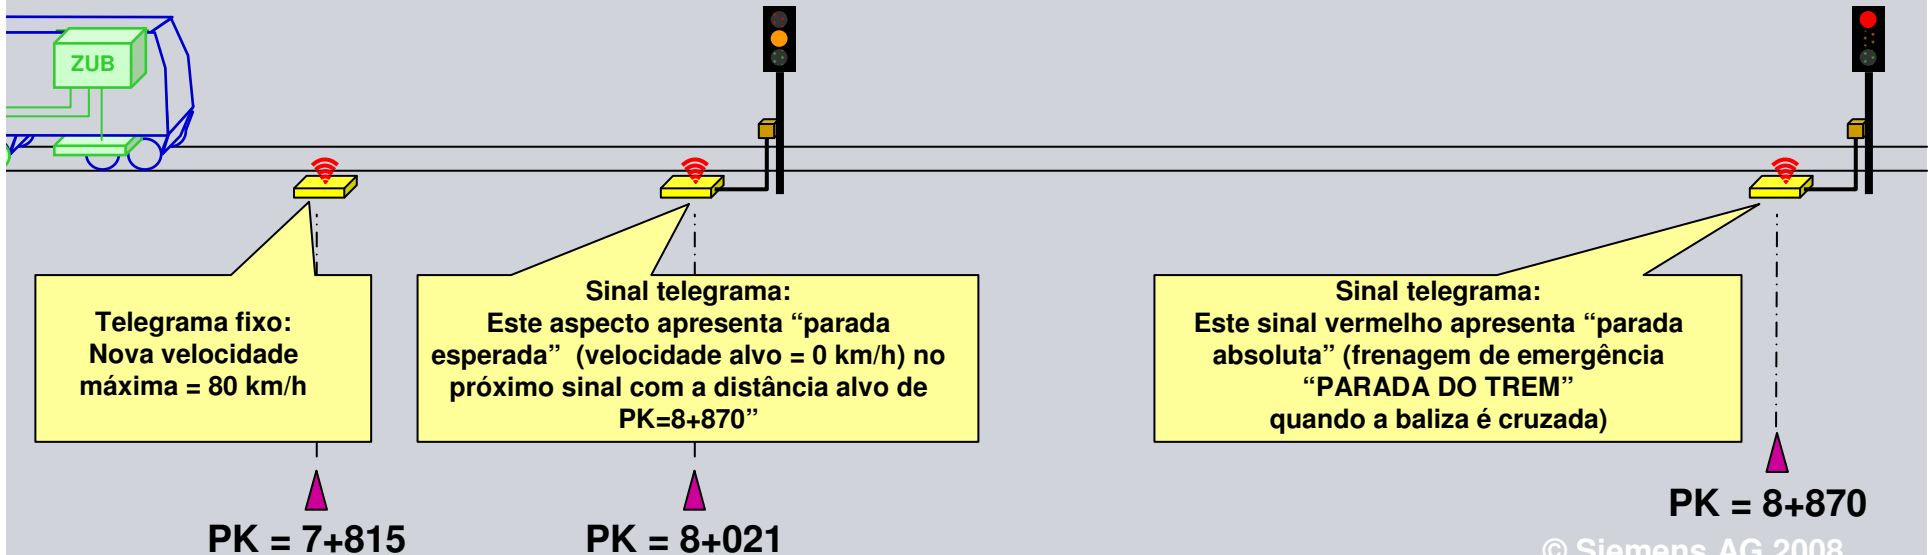 ZUB
Telegrama fixo:
Nova velocidade
máxima = 80 km/h
Sinal telegrama:
Este aspecto apresenta “parada
esperada”  (velocidade alvo = 0 km/h) no
próximo sinal com a distância alvo de
PK=8+870”
Sinal telegrama:
Este sinal vermelho apresenta “parada
absoluta” (frenagem de emergência
“PARADA DO TREM”
quando a baliza é cruzada)
PK = 7+815
PK = 8+021
PK = 8+870
© Siemens AG 2008